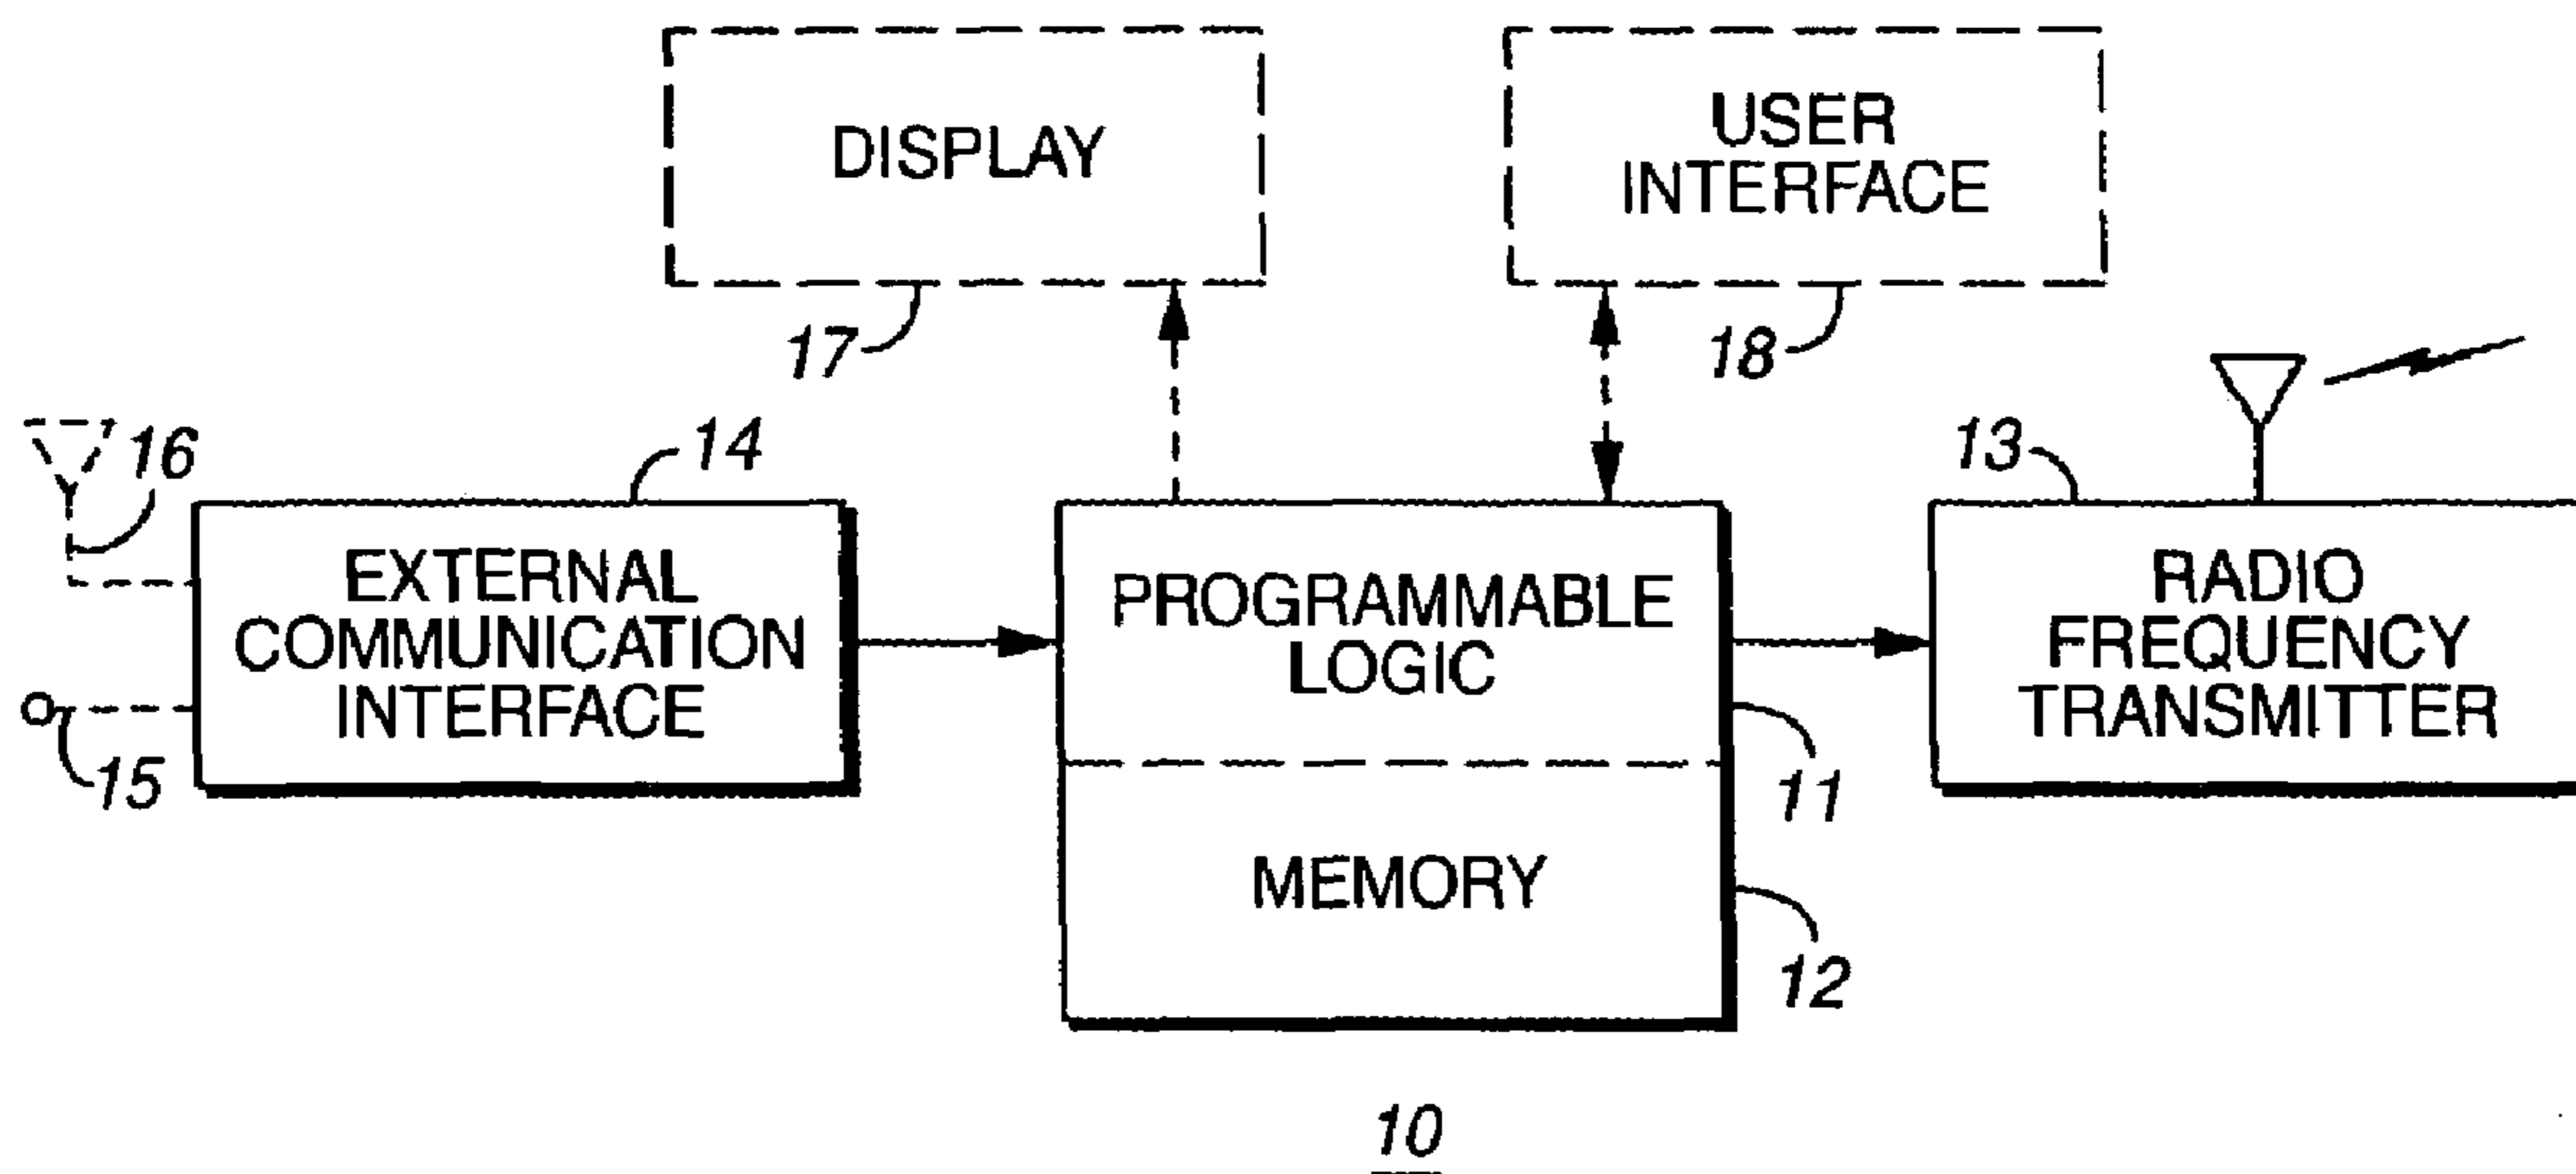 DISPLAY
17
USER
INTERFACE
18
16
14
EXTERNAL
COMMUNICATION
INTERFACE
15
PROGRAMMABLE
LOGIC
11
MEMORY
12
13
RADIO
FREQUENCY
TRANSMITTER
10